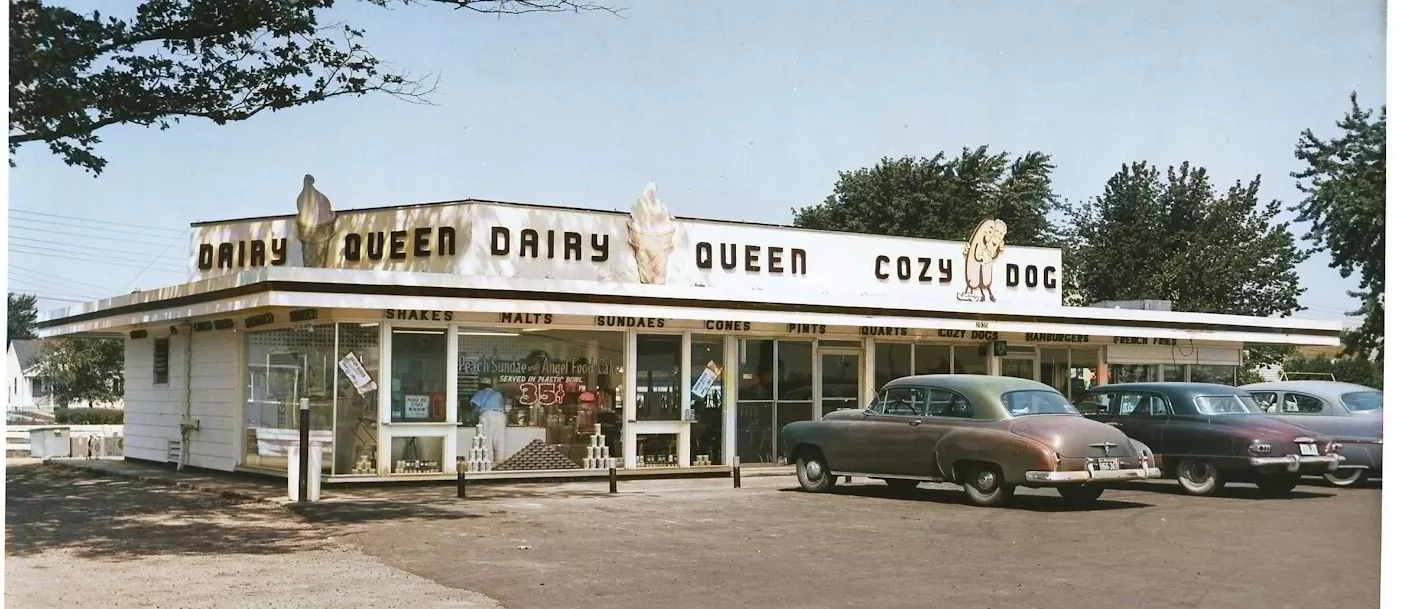 DAIRY QUEEN DAIRY QUEEN COZY DOG
SHAKES MALTS SUNDAES CONES PINTS QUARTS COZY DOGS HAMBURGERS FRENCH FRIES
Peach Sundae Angel Food Cake
SERVED IN PLASTIC BOWL
35¢